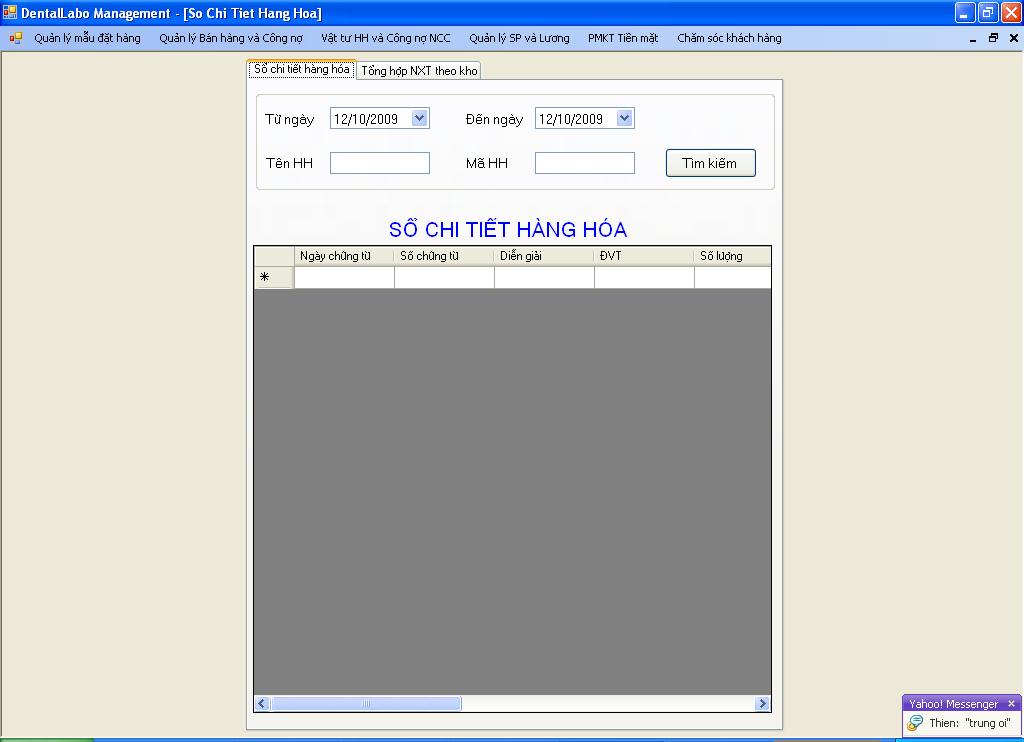 DentalLabo Management - [So Chi Tiet Hang Hoa]
Quản lý mẫu đặt hàng Quản lý Bán hàng và Công nợ Vật tư HH và Công nợ NCC Quản lý SP và Lương PMKT Tiền mặt Chăm sóc khách hàng
Sổ chi tiết hàng hóa Tổng hợp NXT theo kho
Từ ngày 12/10/2009 Đến ngày 12/10/2009
Tên HH Mã HH Tìm kiếm
SỔ CHI TIẾT HÀNG HÓA
Ngày chứng từ Số chứng từ Diễn giải ĐVT Số lượng
Yahoo! Messenger
Thien: "trung oi"